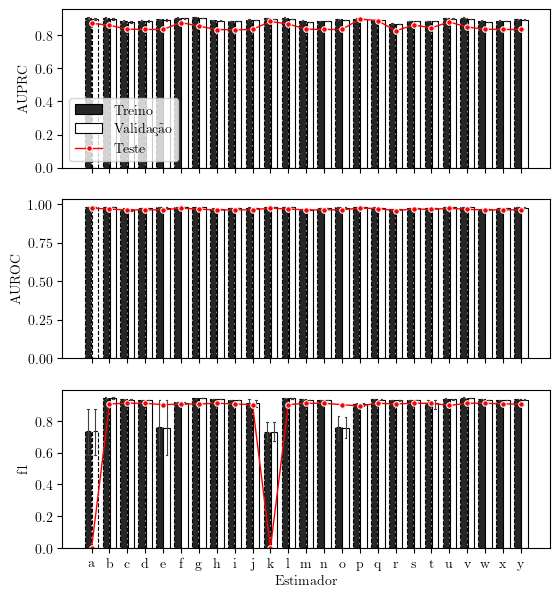 0.8
0.6
0.4
0.2
0.0
AUPRC
Treino
Validação
Teste
1.00
0.75
0.50
0.25
0.00
AUROC
0.8
0.6
0.4
0.2
0.0
f1
a b c d e f g h i j k l m n o p q r s t u v w x y
Estimador